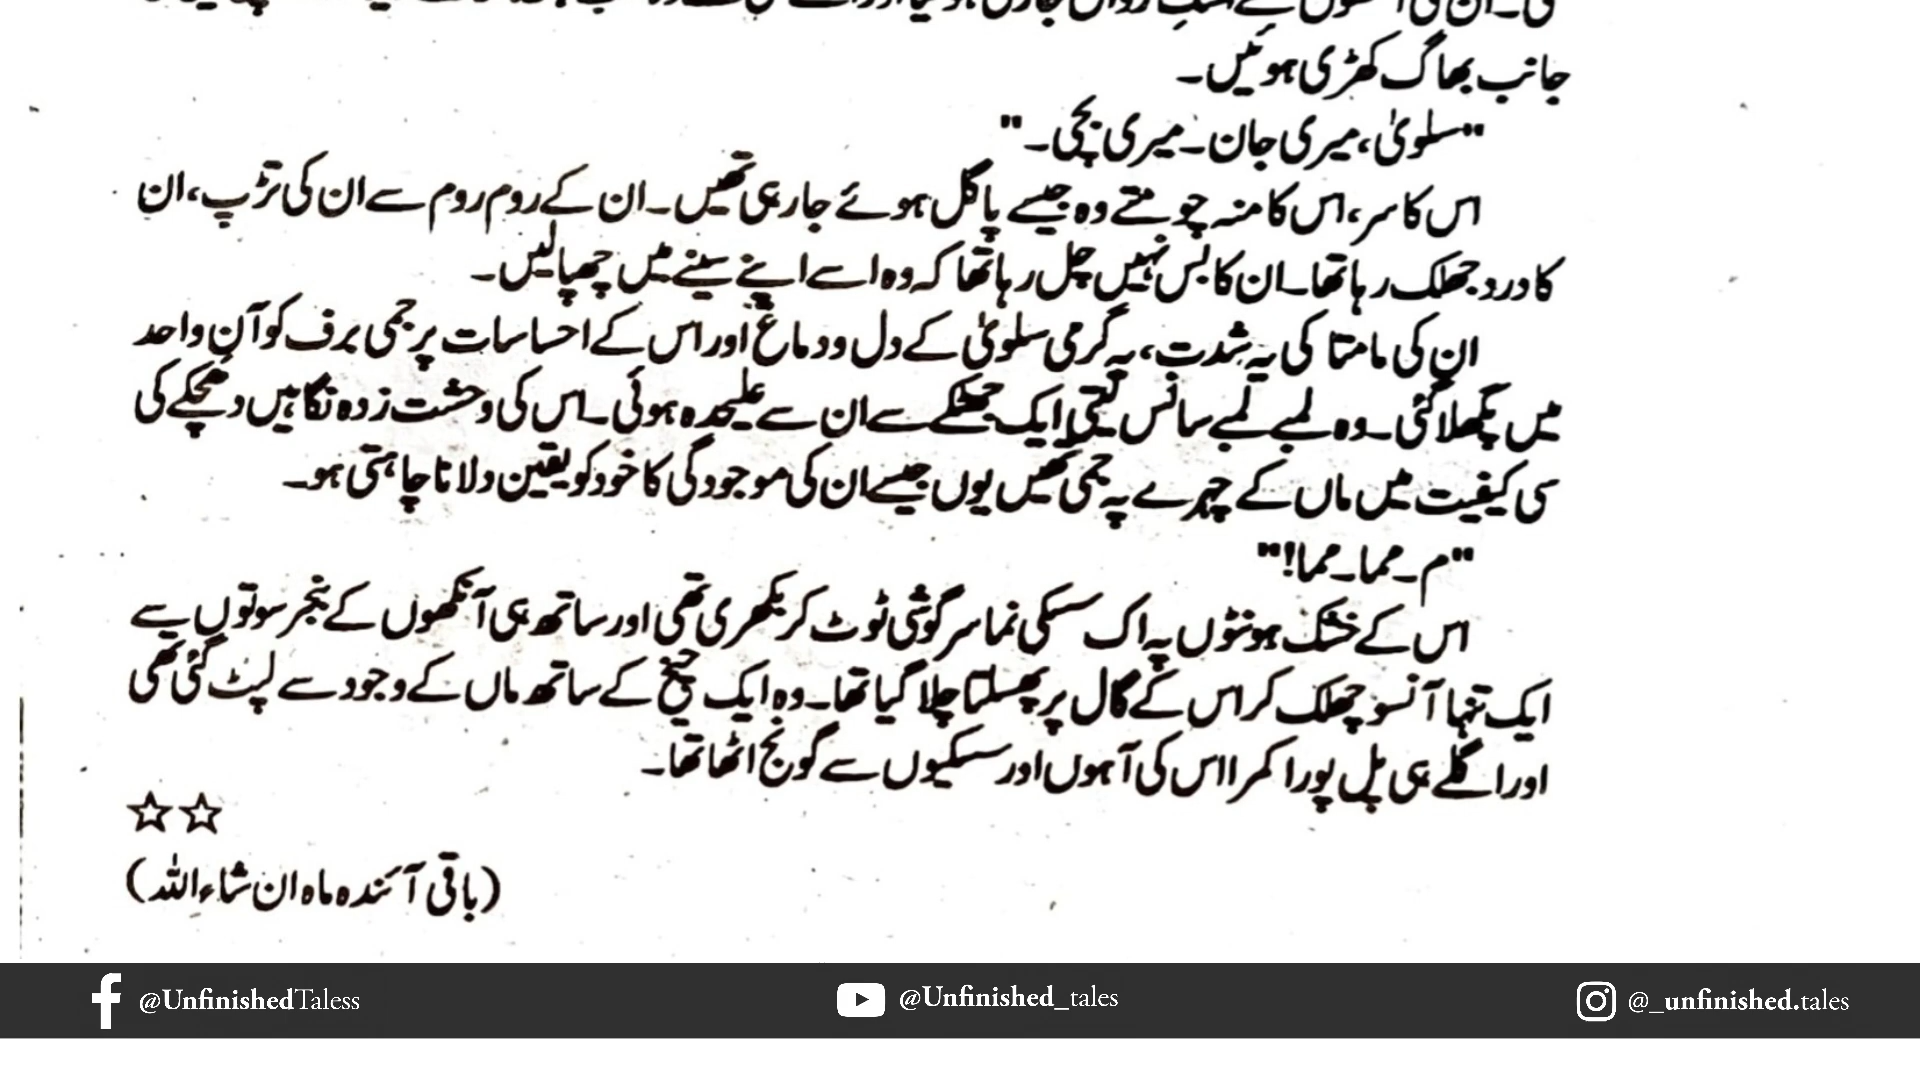 جانب بھاگ کھڑی ہوئیں۔
"سلویٰ، میری جان۔ میری بچی۔"
اس کا سر، اس کا منہ چومتے وہ جیسے پاگل ہوئے جا رہی تھیں۔ ان کے روم روم سے ان کی تڑپ، ان
کا درد جھلک رہا تھا۔ ان کا بس نہیں چل رہا تھا کہ وہ اسے اپنے سینے میں چھپا لیں۔
ان کی مامتا کی یہ شدت، یہ گرمی سلویٰ کے دل و دماغ اور اس کے احساسات پر جمی برف کو آنِ واحد
میں پگھلا گئی۔ وہ لمبے لمبے سانس لیتی ایک جھٹکے سے ان سے علیحدہ ہوئی۔ اس کی وحشت زدہ نگاہیں دھچکے کی
سی کیفیت میں ماں کے چہرے پہ جمی تھیں یوں جیسے ان کی موجودگی کا خود کو یقین دلانا چاہتی ہو۔
"م۔ مما۔ مما!"
اس کے خشک ہونٹوں پہ اک سسکی نما سرگوشی ٹوٹ کر بکھری تھی اور ساتھ ہی آنکھوں کے بنجر سوتوں سے
ایک تنہا آنسو چھلک کر اس کے گال پر پھسلتا چلا گیا تھا۔ وہ ایک چیخ کے ساتھ ماں کے وجود سے لپٹ گئی تھی
اور اگلے ہی پل پورا کمرا اس کی آہوں اور سسکیوں سے گونج اٹھا تھا۔
☆☆
(باقی آئندہ ماہ ان شاء اللہ)
@UnfinishedTaless
@Unfinished_tales
@_unfinished.tales